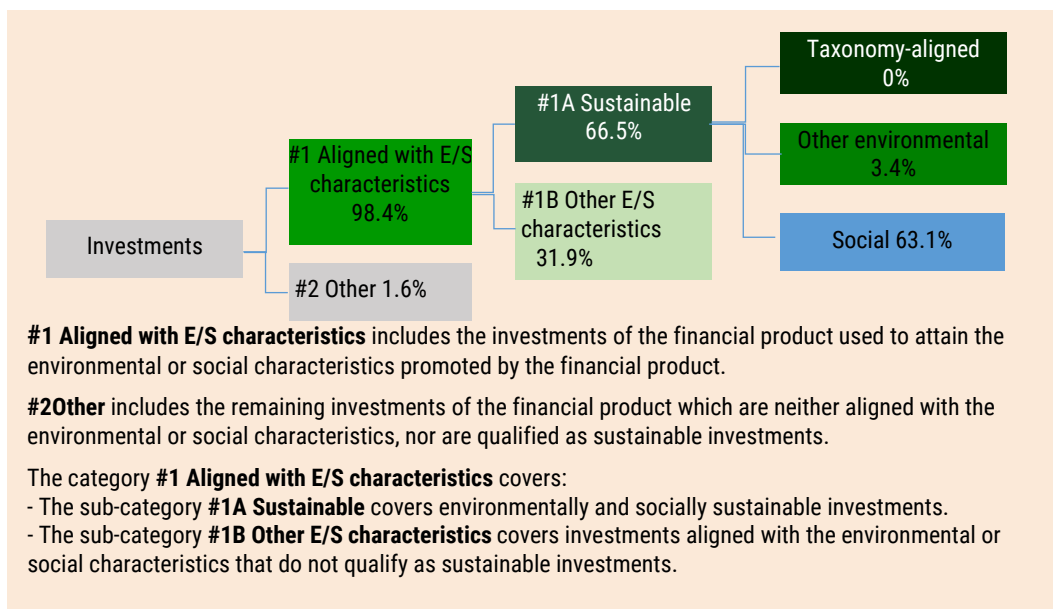 Taxonomy-aligned
0%
#1A Sustainable
66.5%
Other environmental
3.4%
#1 Aligned with E/S
characteristics
98.4%
#1B Other E/S
characteristics
31.9%
Investments
Social 63.1%
#2 Other 1.6%
#1 Aligned with E/S characteristics includes the investments of the financial product used to attain the
environmental or social characteristics promoted by the financial product.
#2Other includes the remaining investments of the financial product which are neither aligned with the
environmental or social characteristics, nor are qualified as sustainable investments.
The category #1 Aligned with E/S characteristics covers:
- The sub-category #1A Sustainable covers environmentally and socially sustainable investments.
- The sub-category #1B Other E/S characteristics covers investments aligned with the environmental or
social characteristics that do not qualify as sustainable investments.